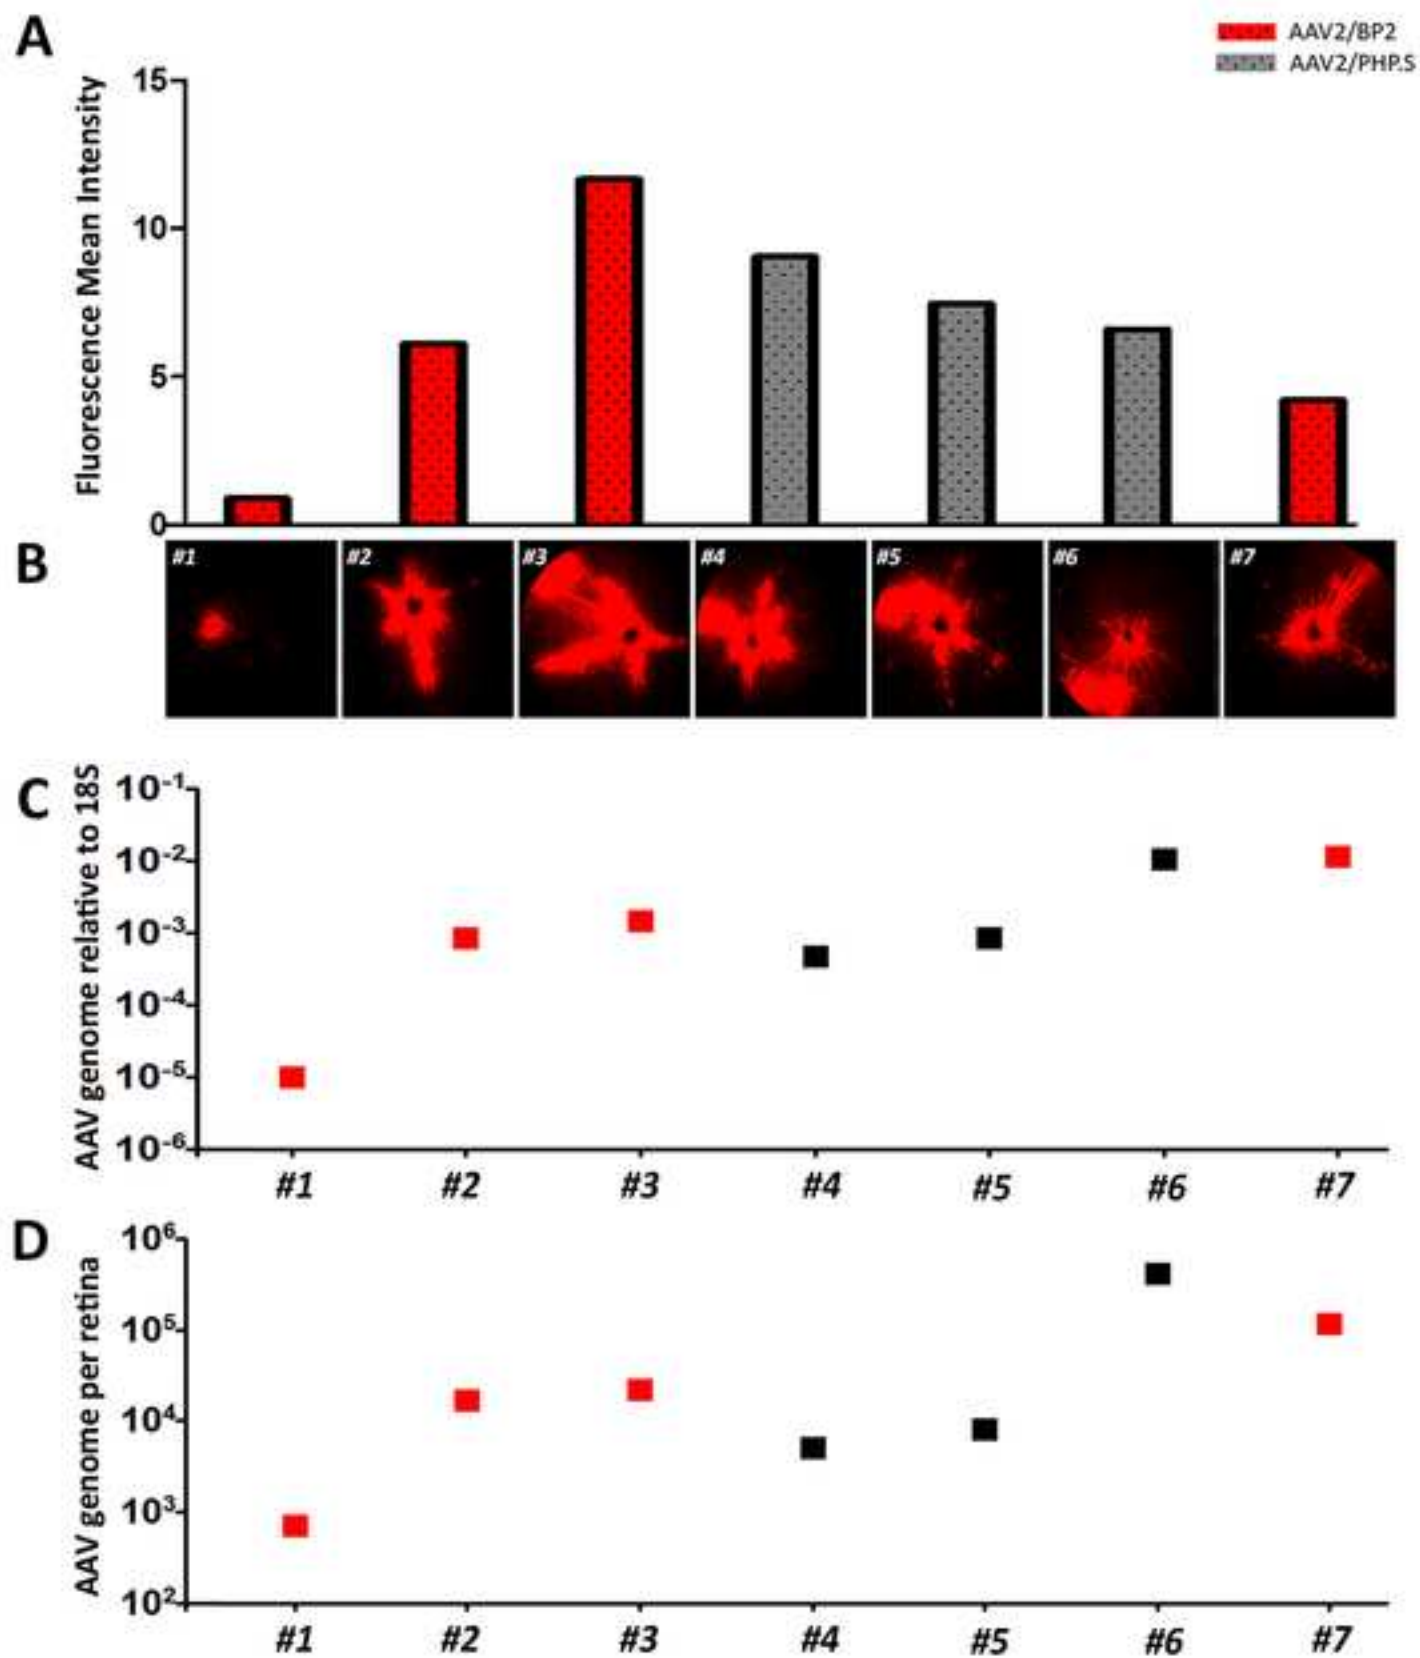 A
AAV2/BP2
AAV2/PHP.S
Fluorescence Mean Intensity
15
10
5
0
B
#1 #2 #3 #4 #5 #6 #7
C
AAV genome relative to 18S
10-1
10-2
10-3
10-4
10-5
10-6
#1 #2 #3 #4 #5 #6 #7
D
AAV genome per retina
106
105
104
103
102
#1 #2 #3 #4 #5 #6 #7